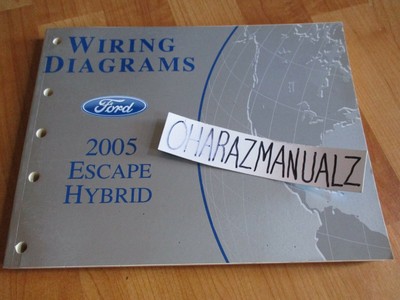 WIRING
DIAGRAMS
Ford
2005
ESCAPE
HYBRID
OHARAZMANUALZ